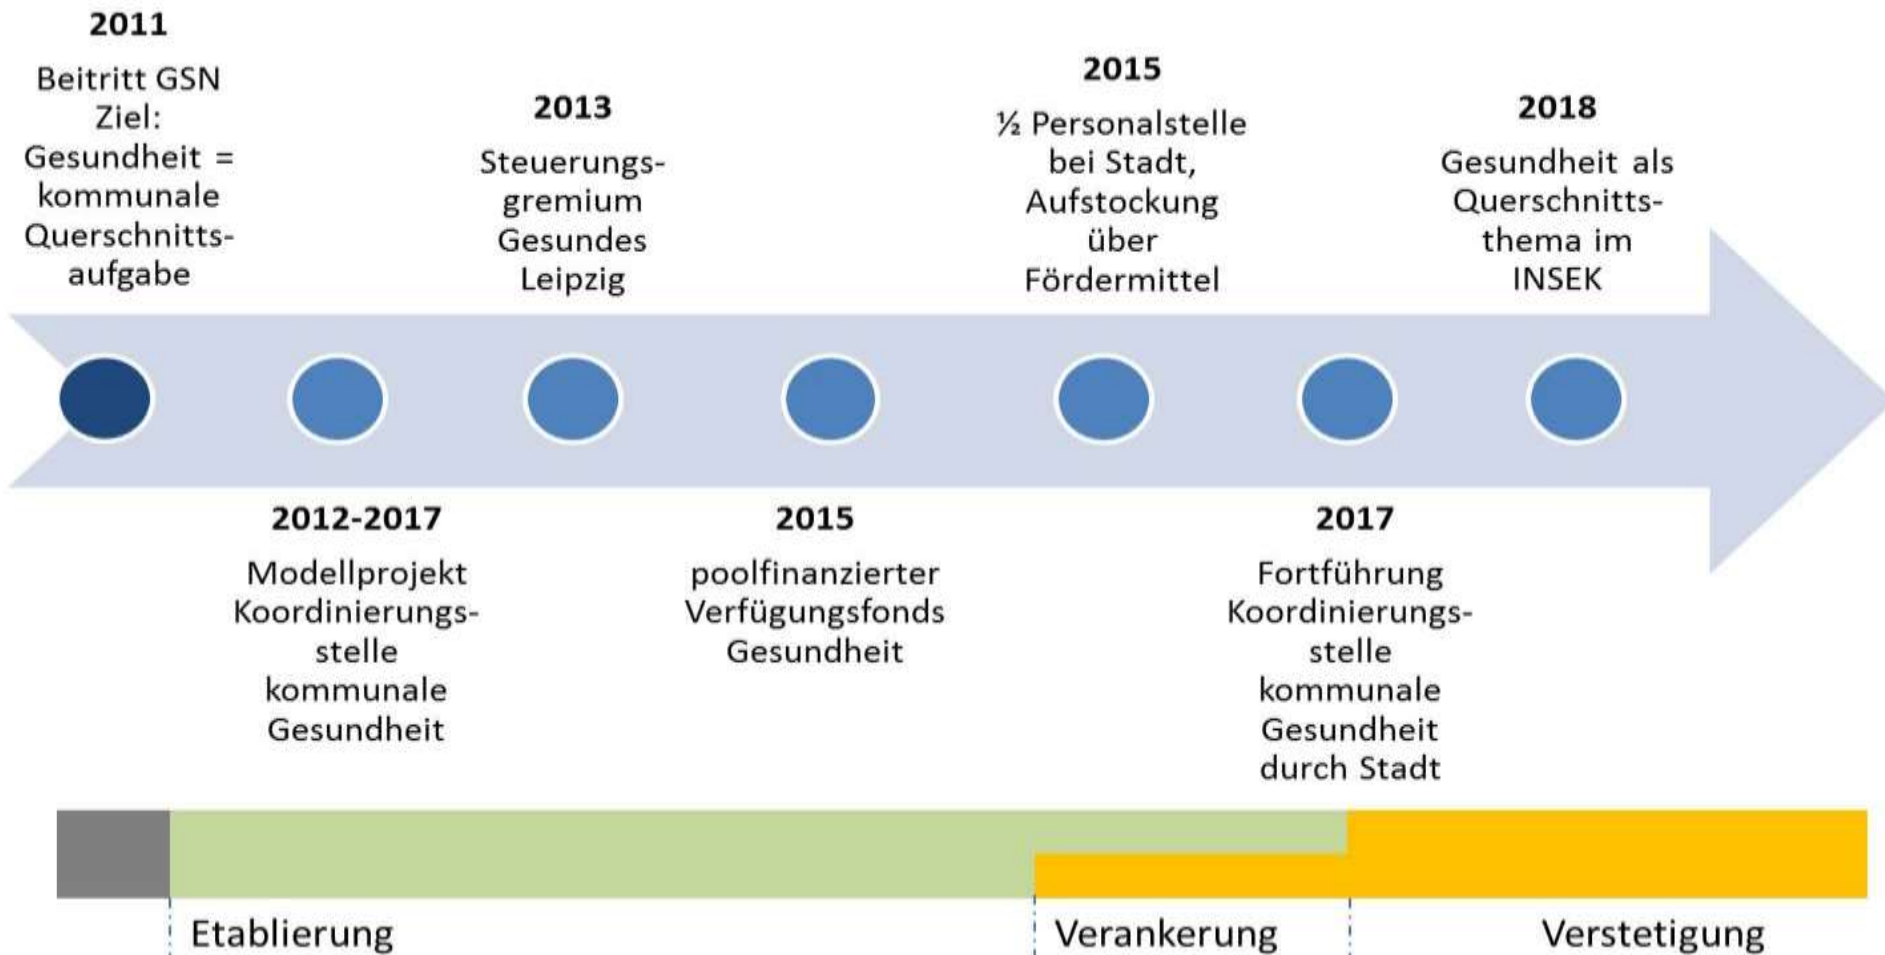 2011
Beitritt GSN
Ziel:
Gesundheit =
kommunale
Querschnitts-
aufgabe
2013
Steuerungs-
gremium
Gesundes
Leipzig
2015
½ Personalstelle
bei Stadt,
Aufstockung
über
Fördermittel
2018
Gesundheit als
Querschnitts-
thema im
INSEK
2012-2017
Modellprojekt
Koordinierungs-
stelle
kommunale
Gesundheit
2015
poolfinanzierter
Verfügungsfonds
Gesundheit
2017
Fortführung
Koordinierungs-
stelle
kommunale
Gesundheit
durch Stadt
Etablierung
Verankerung
Verstetigung